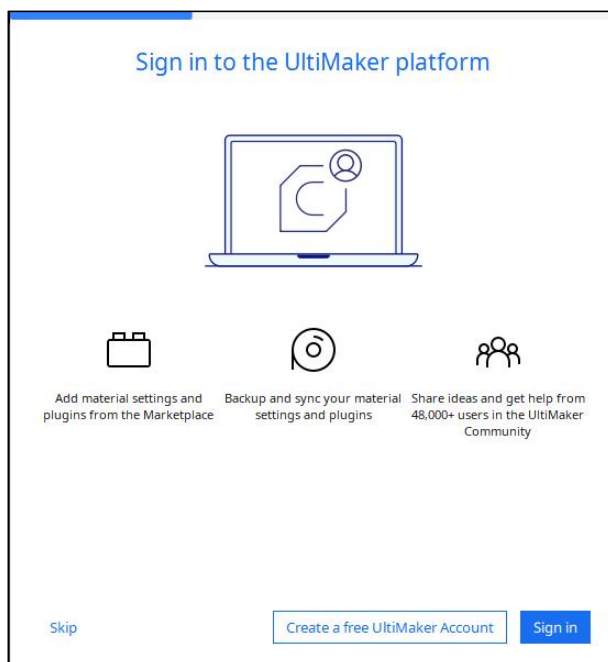 Sign in to the UltiMaker platform
Add material settings and
plugins from the Marketplace
Backup and sync your material
settings and plugins
Share ideas and get help from
48,000+ users in the UltiMaker
Community
Skip
Create a free UltiMaker Account
Sign in